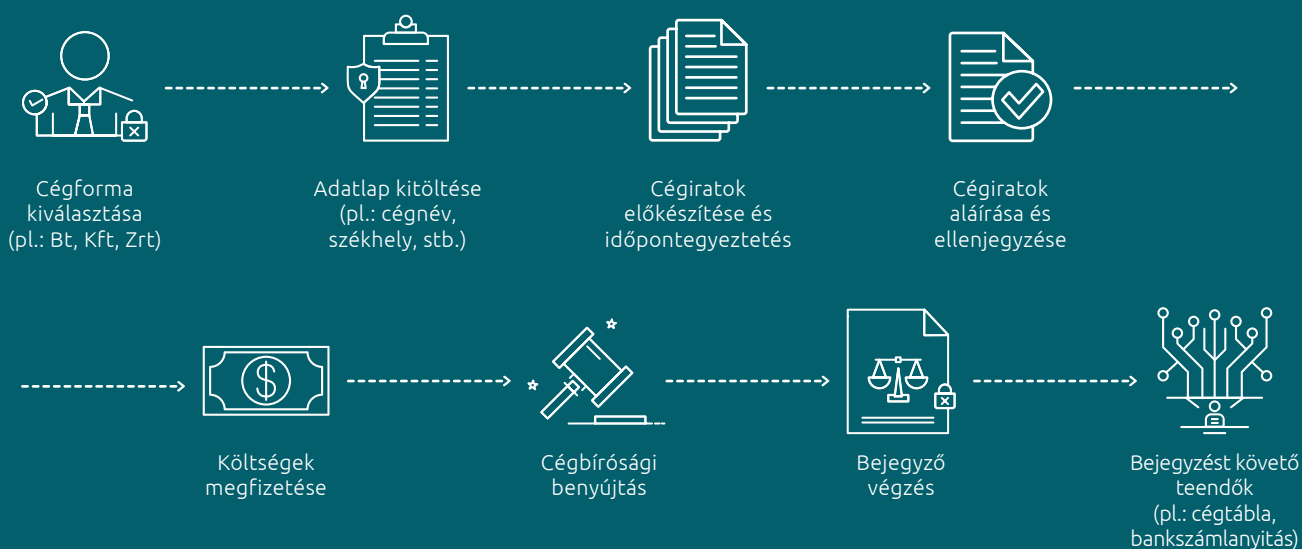 Cégforma
kiválasztása
(pl.: Bt, Kft, Zrt)
Adatlap kitöltése
(pl.: cégnév,
székhely, stb.)
Cégiratok
előkészítése és
időpontegyeztetés
Cégiratok
aláírása és
ellenjegyzése
Költségek
megfizetése
Cégbírósági
benyújtás
Bejegyző
végzés
Bejegyzést követő
teendők
(pl.: cégtábla,
bankszámlanyitás)